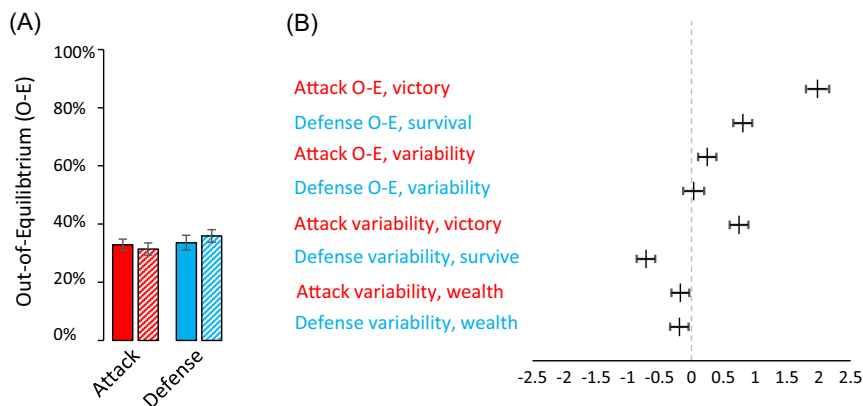 (A)
Out-of-Equilibtrium (O-E)
100%
80%
60%
40%
20%
0%
Attack
Defense
(B)
Attack O-E, victory
Defense O-E, survival
Attack O-E, variability
Defense O-E, variability
Attack variability, victory
Defense variability, survive
Attack variability, wealth
Defense variability, wealth
-2.5 -2 -1.5 -1 -0.5 0 0.5 1 1.5 2 2.5